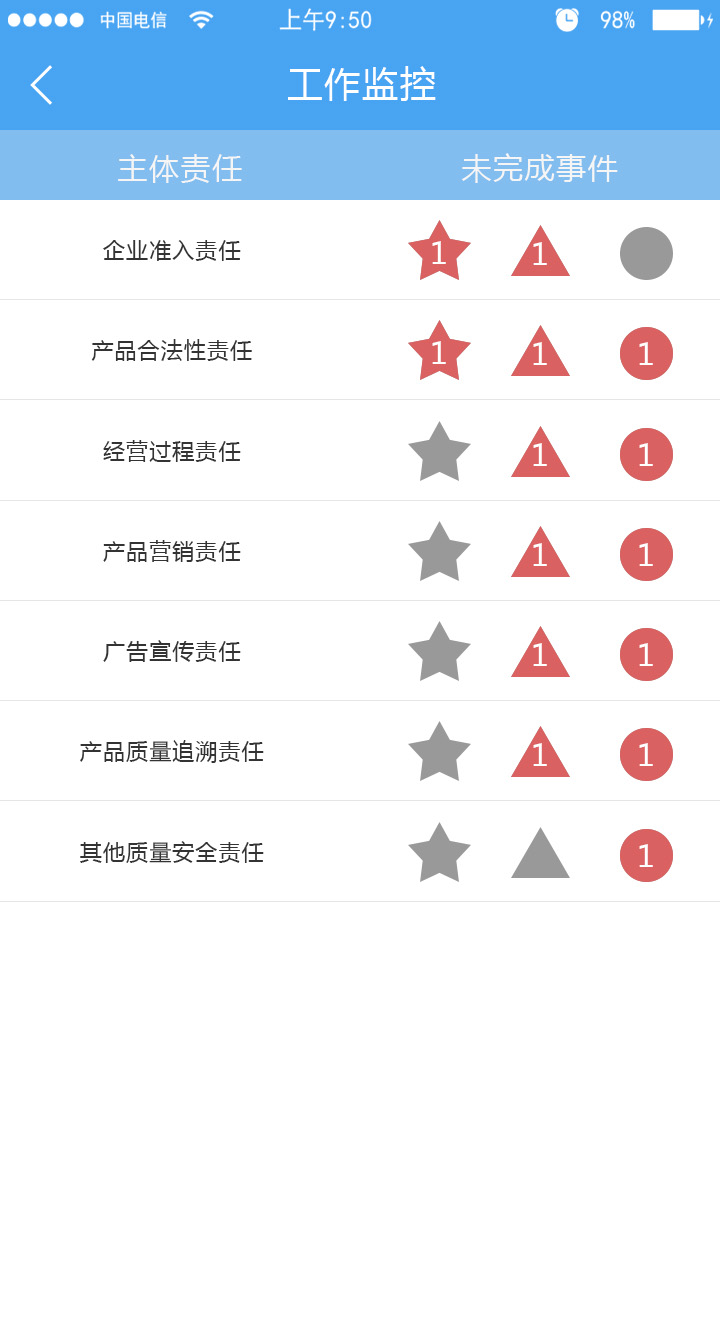 中国电信 上午9:50 98%
工作监控
主体责任 未完成事件
企业准入责任 1 1
产品合法性责任 1 1 1
经营过程责任 1 1
产品营销责任 1 1
广告宣传责任 1 1
产品质量追溯责任 1 1
其他质量安全责任 1